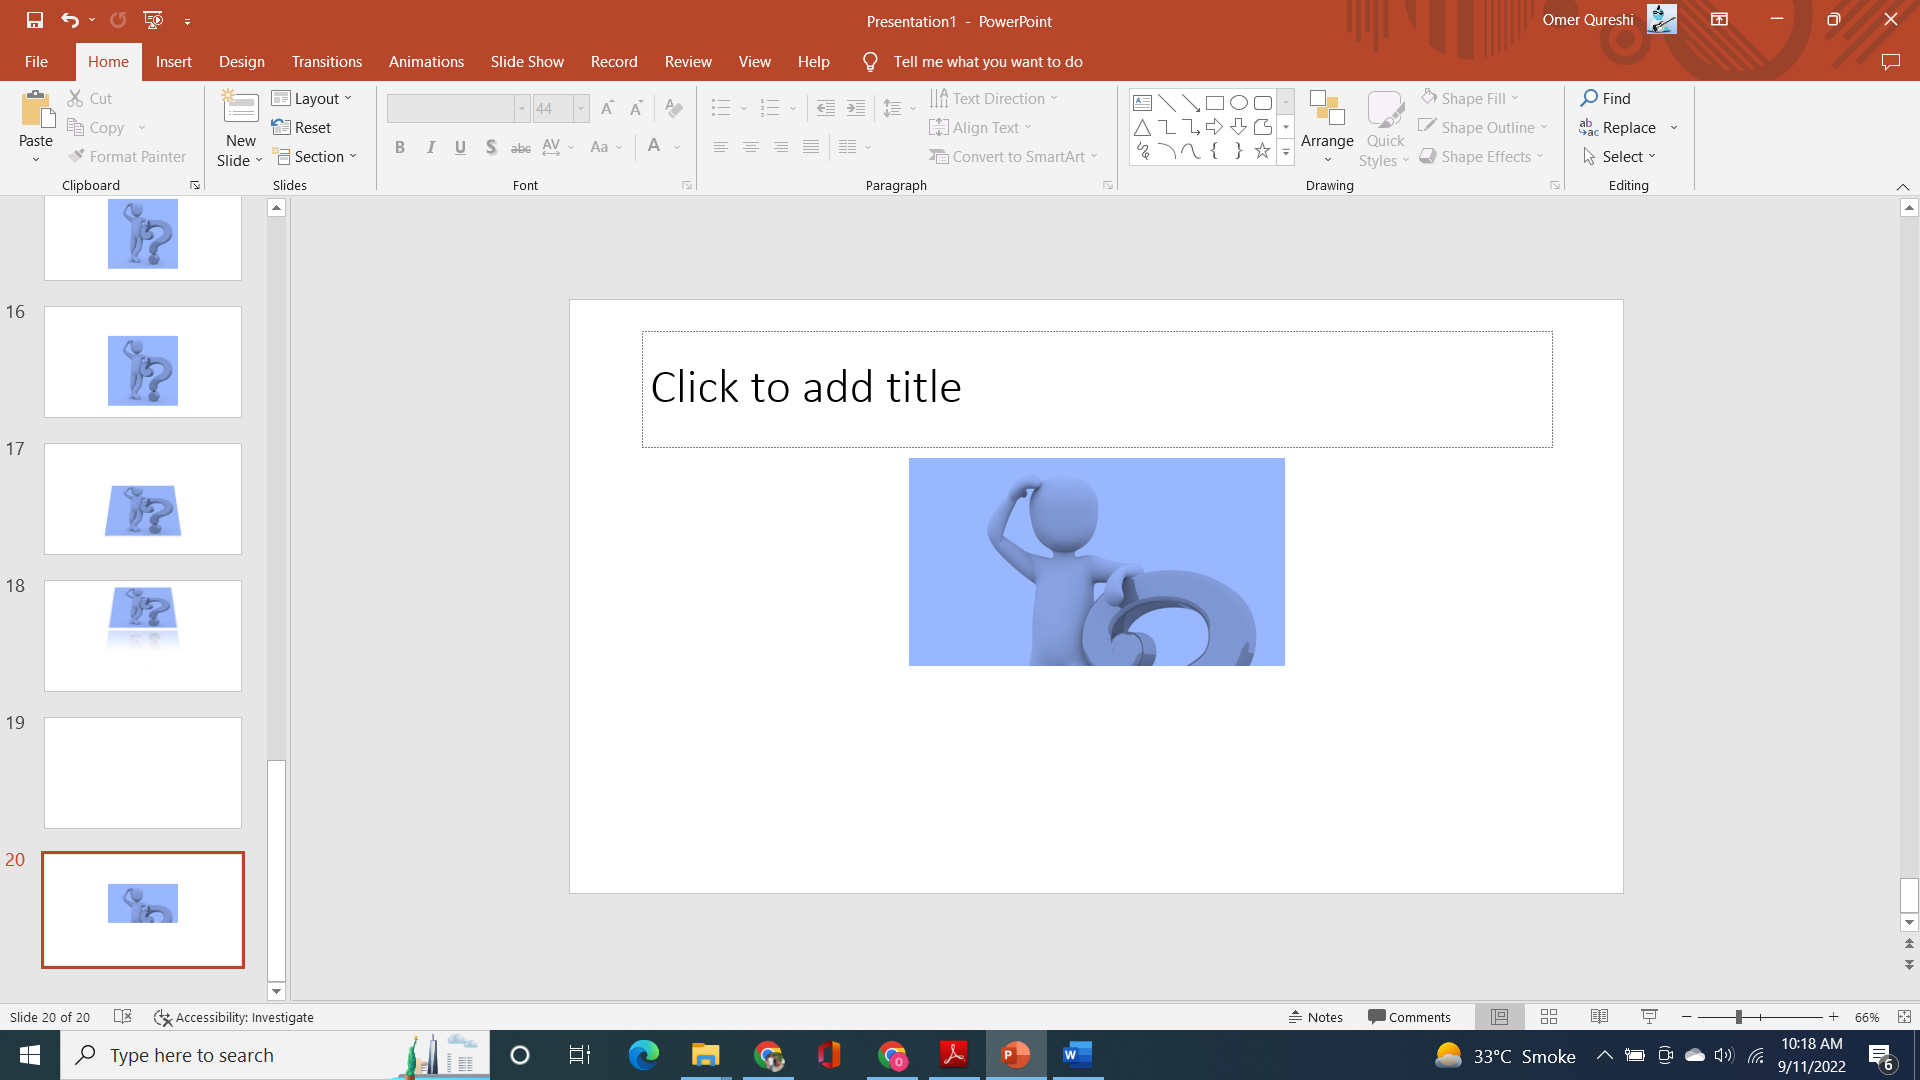 Presentation1 - PowerPoint
Omer Qureshi
File Home Insert Design Transitions Animations Slide Show Record Review View Help Tell me what you want to do
Paste
Cut
Copy
Format Painter
Clipboard
New Slide
Layout
Reset
Section
Slides
44
B I U S abc AV Aa A
Font
Text Direction
Align Text
Convert to SmartArt
Paragraph
Arrange
Quick Styles
Shape Fill
Shape Outline
Shape Effects
Drawing
Find
Replace
Select
Editing
16
17
18
19
20
Click to add title
Slide 20 of 20
Accessibility: Investigate
Notes
Comments
66%
Type here to search
33°C Smoke
10:18 AM
9/11/2022
6